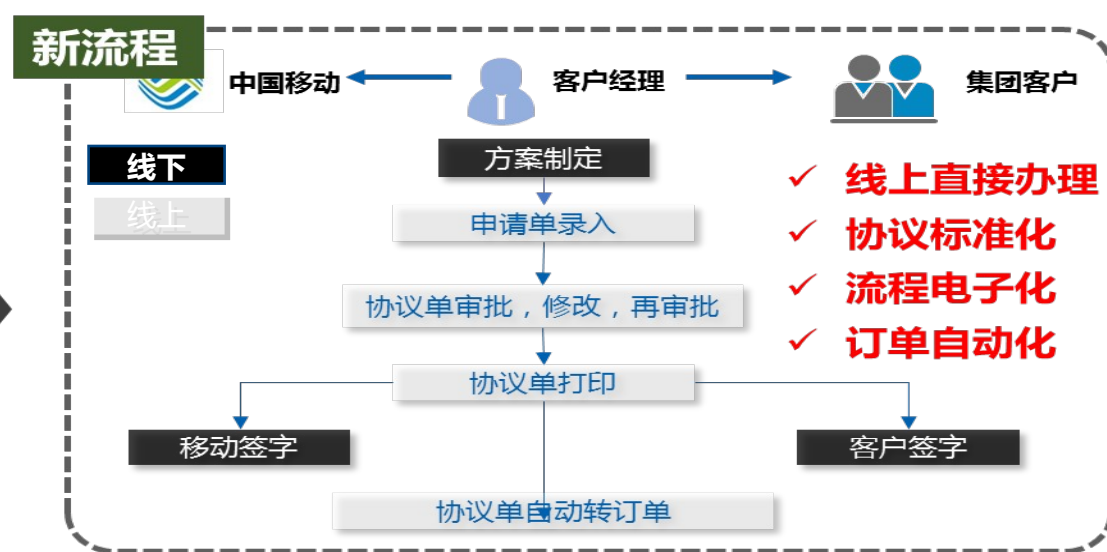 新流程
中国移动
客户经理
集团客户
线下
线上
方案制定
申请单录入
协议单审批，修改，再审批
协议单打印
移动签字
客户签字
协议单自动转订单
✓ 线上直接办理
✓ 协议标准化
✓ 流程电子化
✓ 订单自动化